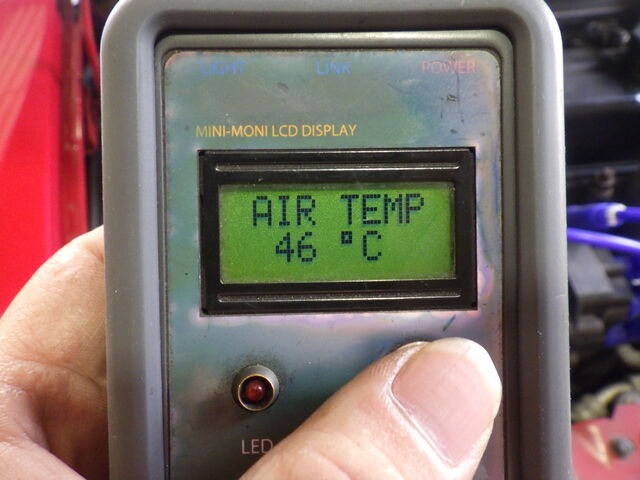 LIGHT LINK POWER
MINI-MONI LCD DISPLAY
AIR TEMP
46 °C
LED